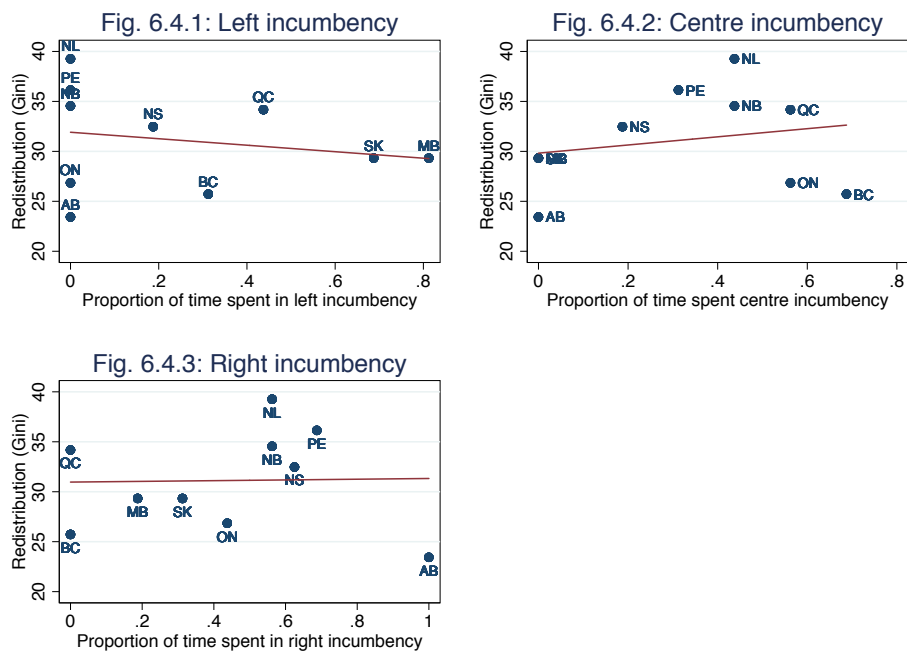 Fig. 6.4.1: Left incumbency
Redistribution (Gini)
40
35
30
25
20
NL
PE
NB
ON
AB
NS
BC
QC
SK
MB
0
.2
.4
.6
.8
Proportion of time spent in left incumbency
Fig. 6.4.2: Centre incumbency
Redistribution (Gini)
40
35
30
25
20
NL
PE
NB
QC
NS
ON
BC
AB
0
.2
.4
.6
.8
Proportion of time spent centre incumbency
Fig. 6.4.3: Right incumbency
Redistribution (Gini)
40
35
30
25
20
QC
BC
MB
SK
ON
NL
NB
NS
PE
AB
0
.2
.4
.6
.8
1
Proportion of time spent in right incumbency